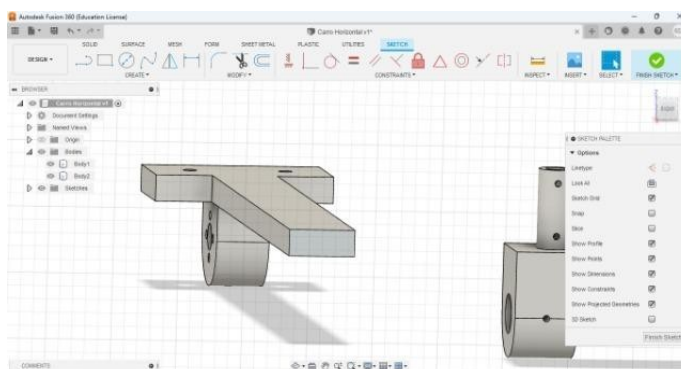 Autodesk Fusion 360 (Education License)
Carro Horizontal v1*
SOLID SURFACE MESH FORM SHEET METAL PLASTIC UTILITIES SKETCH
DESIGN
CREATE MODIFY CONSTRAINTS INSPECT INSERT SELECT FINISH SKETCH
BROWSER
Carro Horizontal v1
Document Settings
Named Views
Origin
Bodies
Body1
Body2
Sketches
RIGHT
SKETCH PALETTE
Options
Linetype
Look At
Sketch Grid
Snap
Slice
Show Profile
Show Points
Show Dimensions
Show Constraints
Show Projected Geometries
3D Sketch
Finish Sketch
COMMENTS